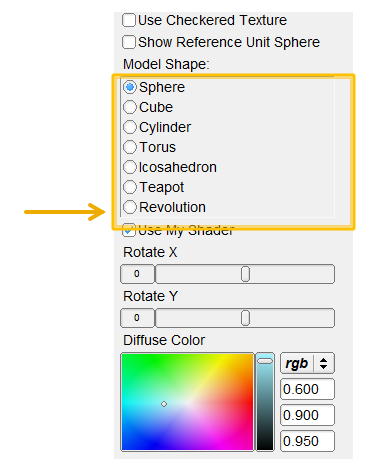 Use Checkered Texture
Show Reference Unit Sphere
Model Shape:
Sphere
Cube
Cylinder
Torus
Icosahedron
Teapot
Revolution
Use My Shader
Rotate X
0
Rotate Y
0
Diffuse Color
rgb
0.600
0.900
0.950